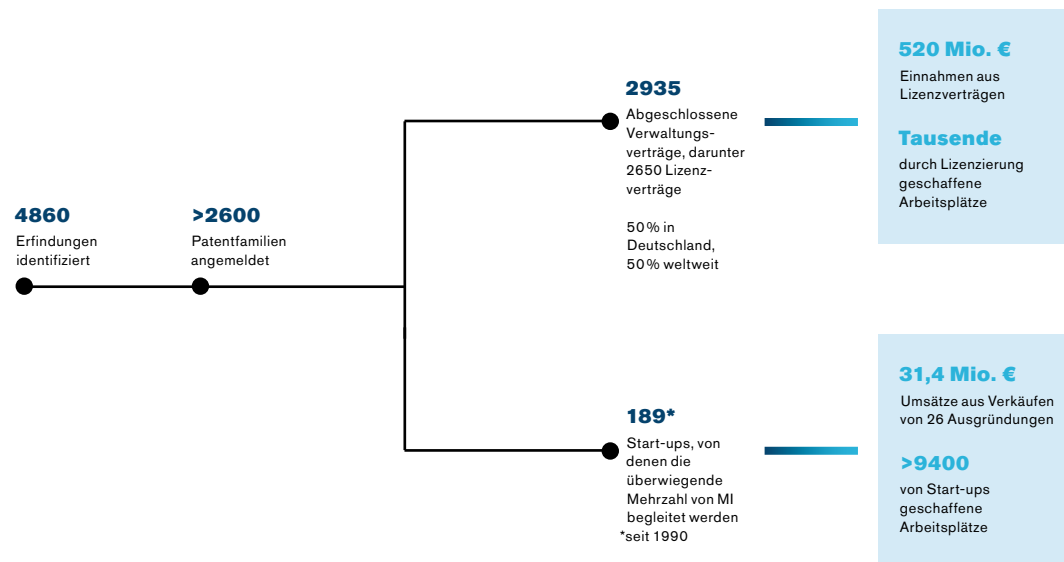 4860
Erfindungen
identifiziert
>2600
Patentfamilien
angemeldet
2935
Abgeschlossene
Verwaltungs-
verträge, darunter
2650 Lizenz-
verträge
50% in
Deutschland,
50% weltweit
520 Mio. €
Einnahmen aus
Lizenzverträgen
Tausende
durch Lizenzierung
geschaffene
Arbeitsplätze
189*
Start-ups, von
denen die
überwiegende
Mehrzahl von MI
begleitet werden
*seit 1990
31,4 Mio. €
Umsätze aus Verkäufen
von 26 Ausgründungen
>9400
von Start-ups
geschaffene
Arbeitsplätze